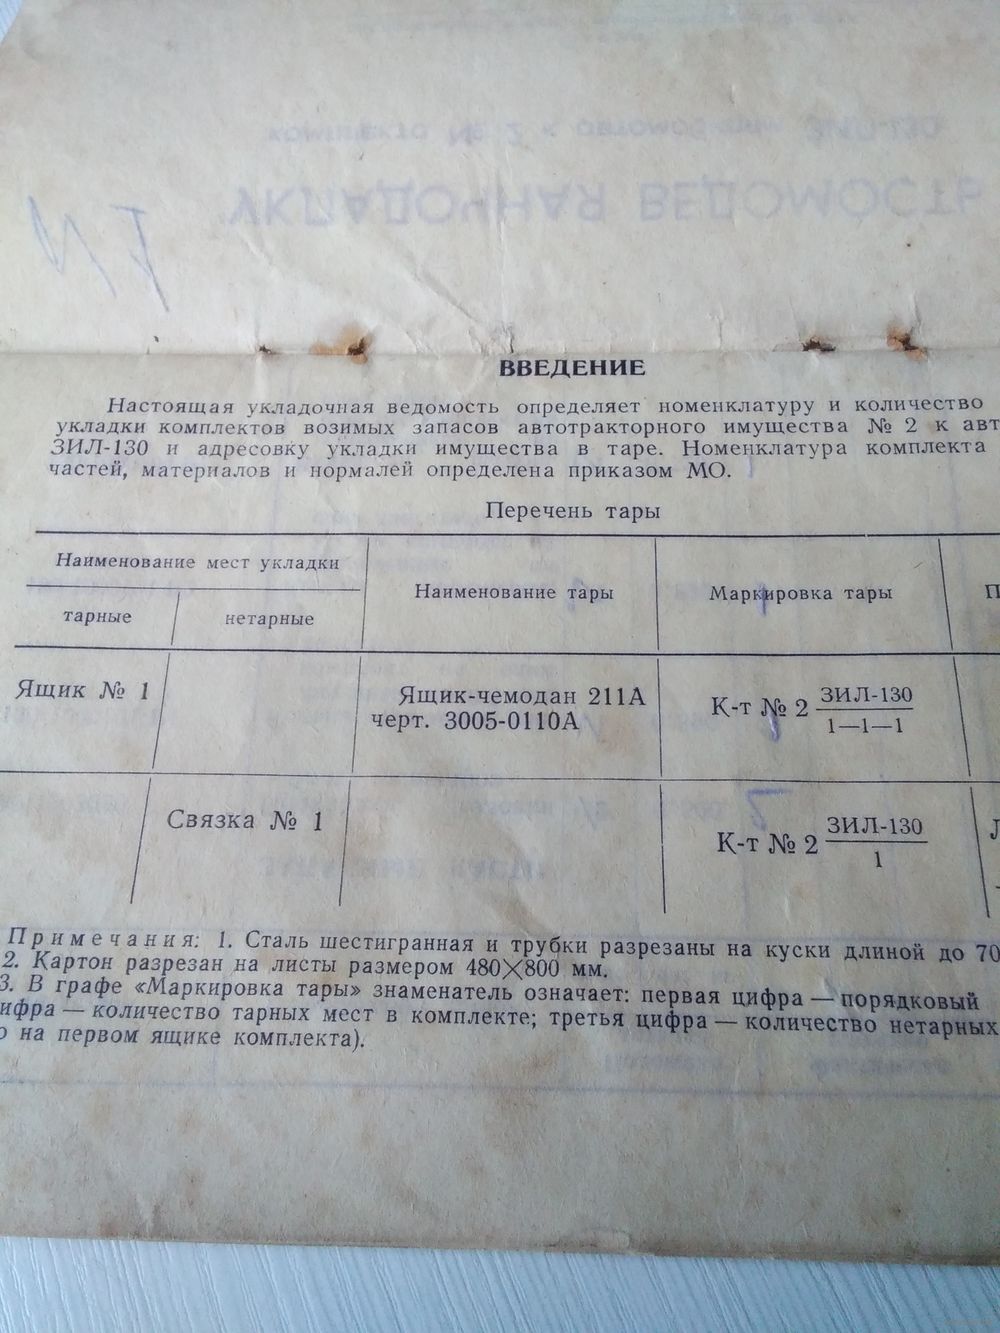 ВВЕДЕНИЕ
Настоящая укладочная ведомость определяет номенклатуру и количество
укладки комплектов возимых запасов автотракторного имущества № 2 к авт
ЗИЛ-130 и адресовку укладки имущества в таре. Номенклатура комплекта
частей, материалов и нормалей определена приказом МО.
Перечень тары
Наименование мест укладки
тарные
нетарные
Наименование тары
Маркировка тары
П
Ящик № 1
Ящик-чемодан 211А
черт. 3005-0110А
К-т № 2 ЗИЛ-130
1—1—1
Связка № 1
К-т № 2 ЗИЛ-130
1
Примечания: 1. Сталь шестигранная и трубки разрезаны на куски длиной до 70
2. Картон разрезан на листы размером 480×800 мм.
3. В графе «Маркировка тары» знаменатель означает: первая цифра — порядковый
ифра — количество тарных мест в комплекте; третья цифра — количество нетарных
о на первом ящике комплекта).